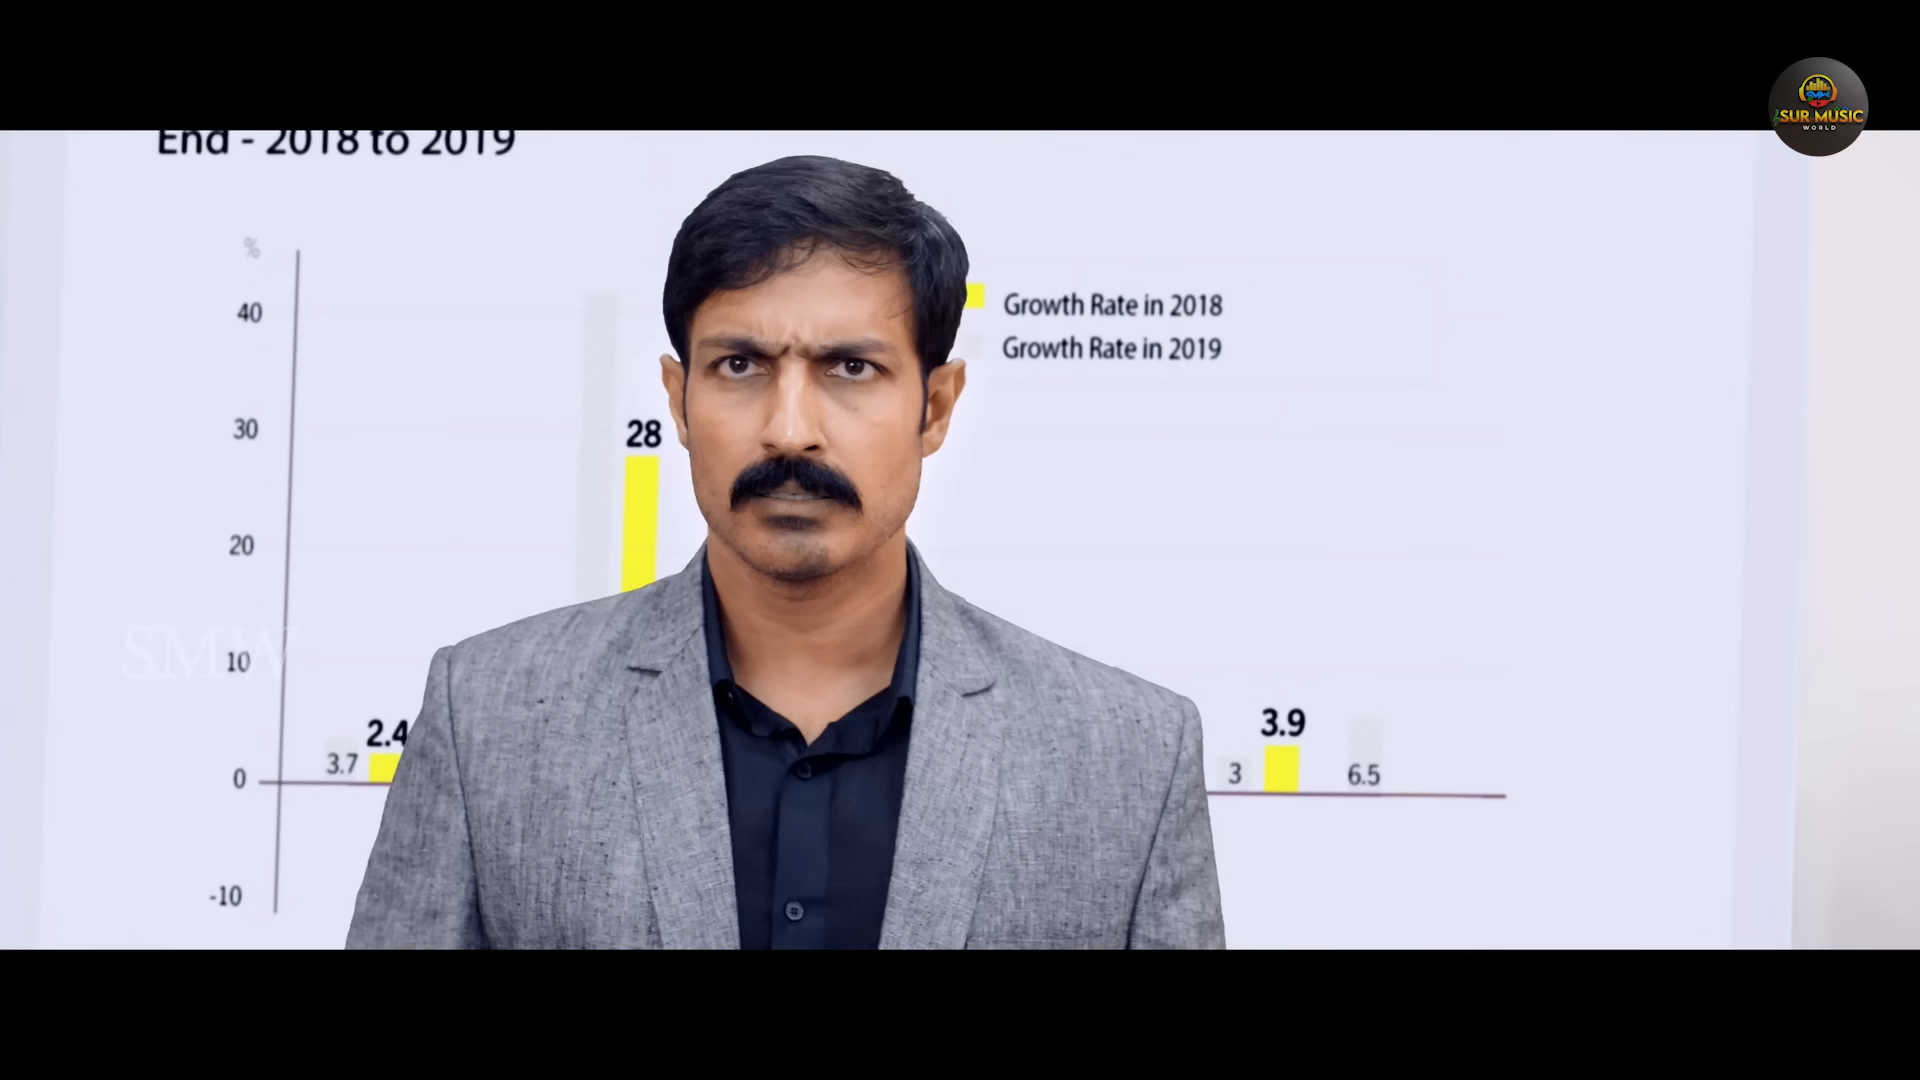 SMW
SUR MUSIC
WORLD
End - 2018 to 2019
%
40
Growth Rate in 2018
Growth Rate in 2019
30
28
20
SMW
10
2.4
3.9
3.7
0
3
6.5
-10